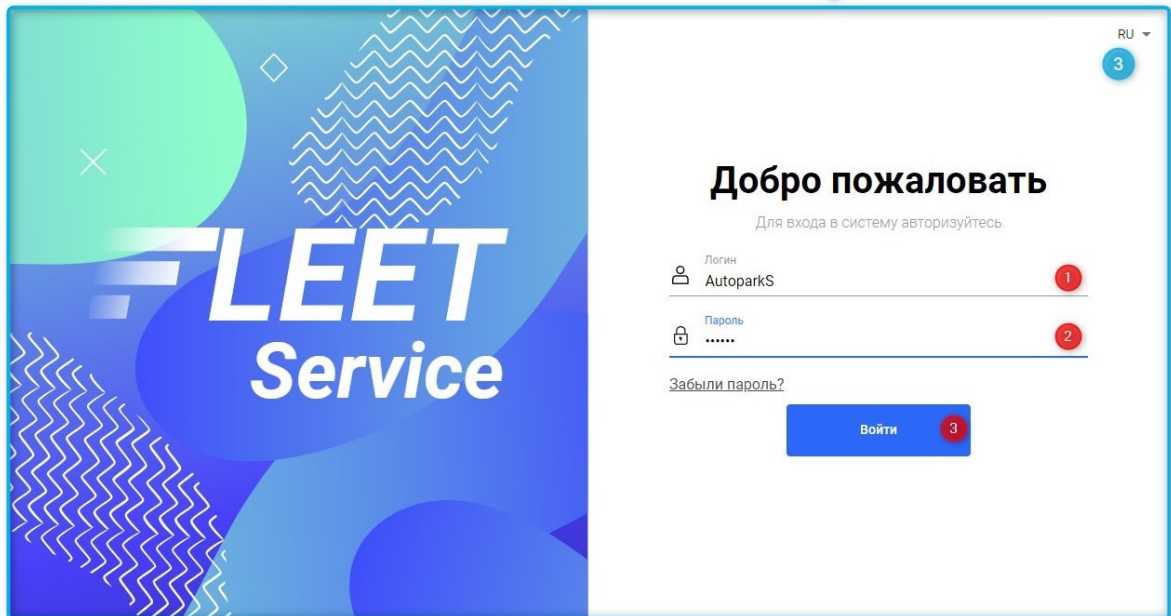 RU
3
FLEET
Service
Добро пожаловать
Для входа в систему авторизуйтесь
Логин
AutoparkS
1
Пароль
••••••
2
Забыли пароль?
Войти 3